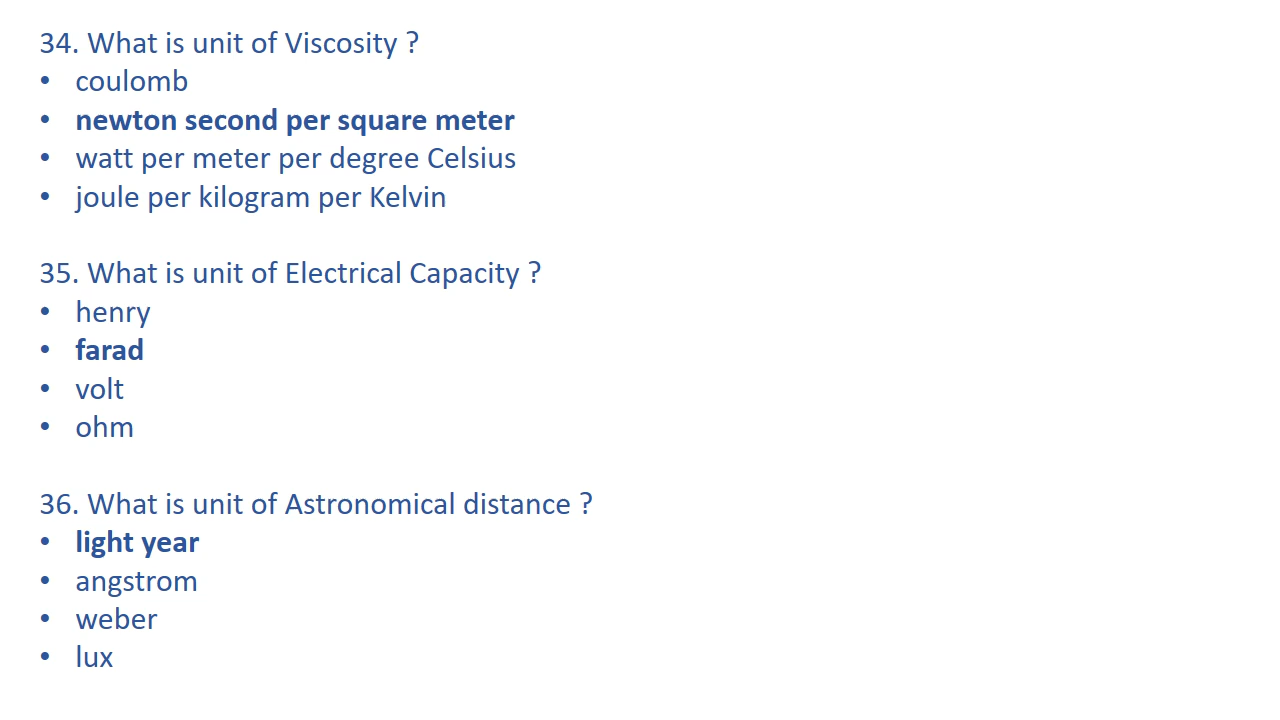 34. What is unit of Viscosity ?
• coulomb
• newton second per square meter
• watt per meter per degree Celsius
• joule per kilogram per Kelvin
35. What is unit of Electrical Capacity ?
• henry
• farad
• volt
• ohm
36. What is unit of Astronomical distance ?
• light year
• angstrom
• weber
• lux